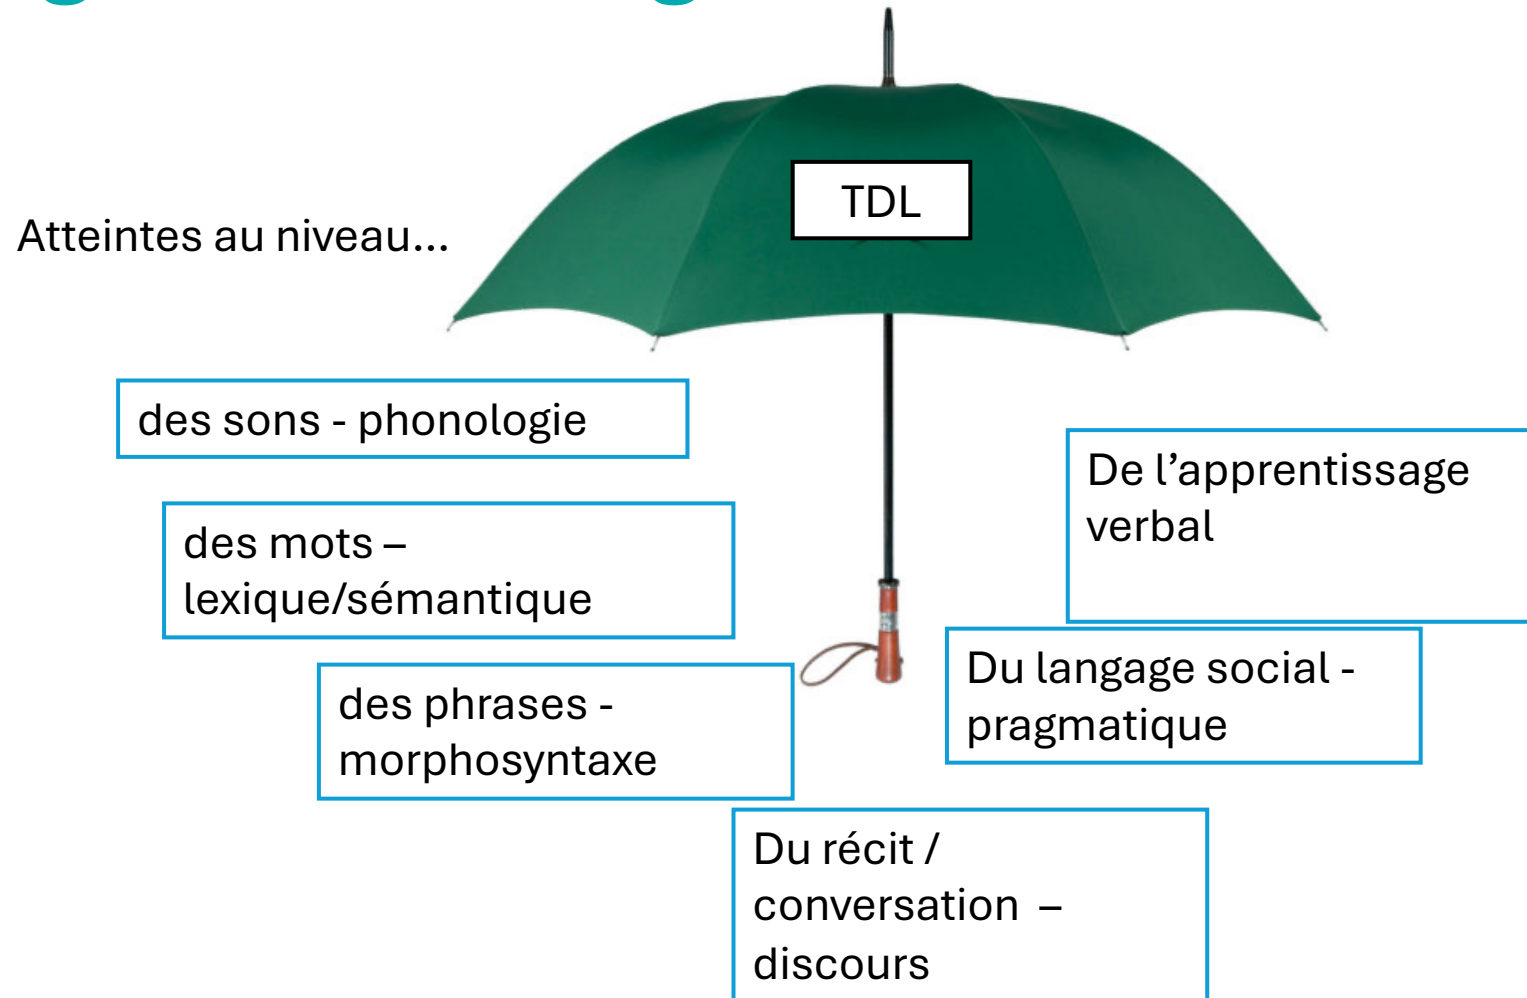 TDL
Atteintes au niveau...
des sons - phonologie
des mots –
lexique/sémantique
des phrases -
morphosyntaxe
Du récit /
conversation –
discours
Du langage social -
pragmatique
De l’apprentissage
verbal